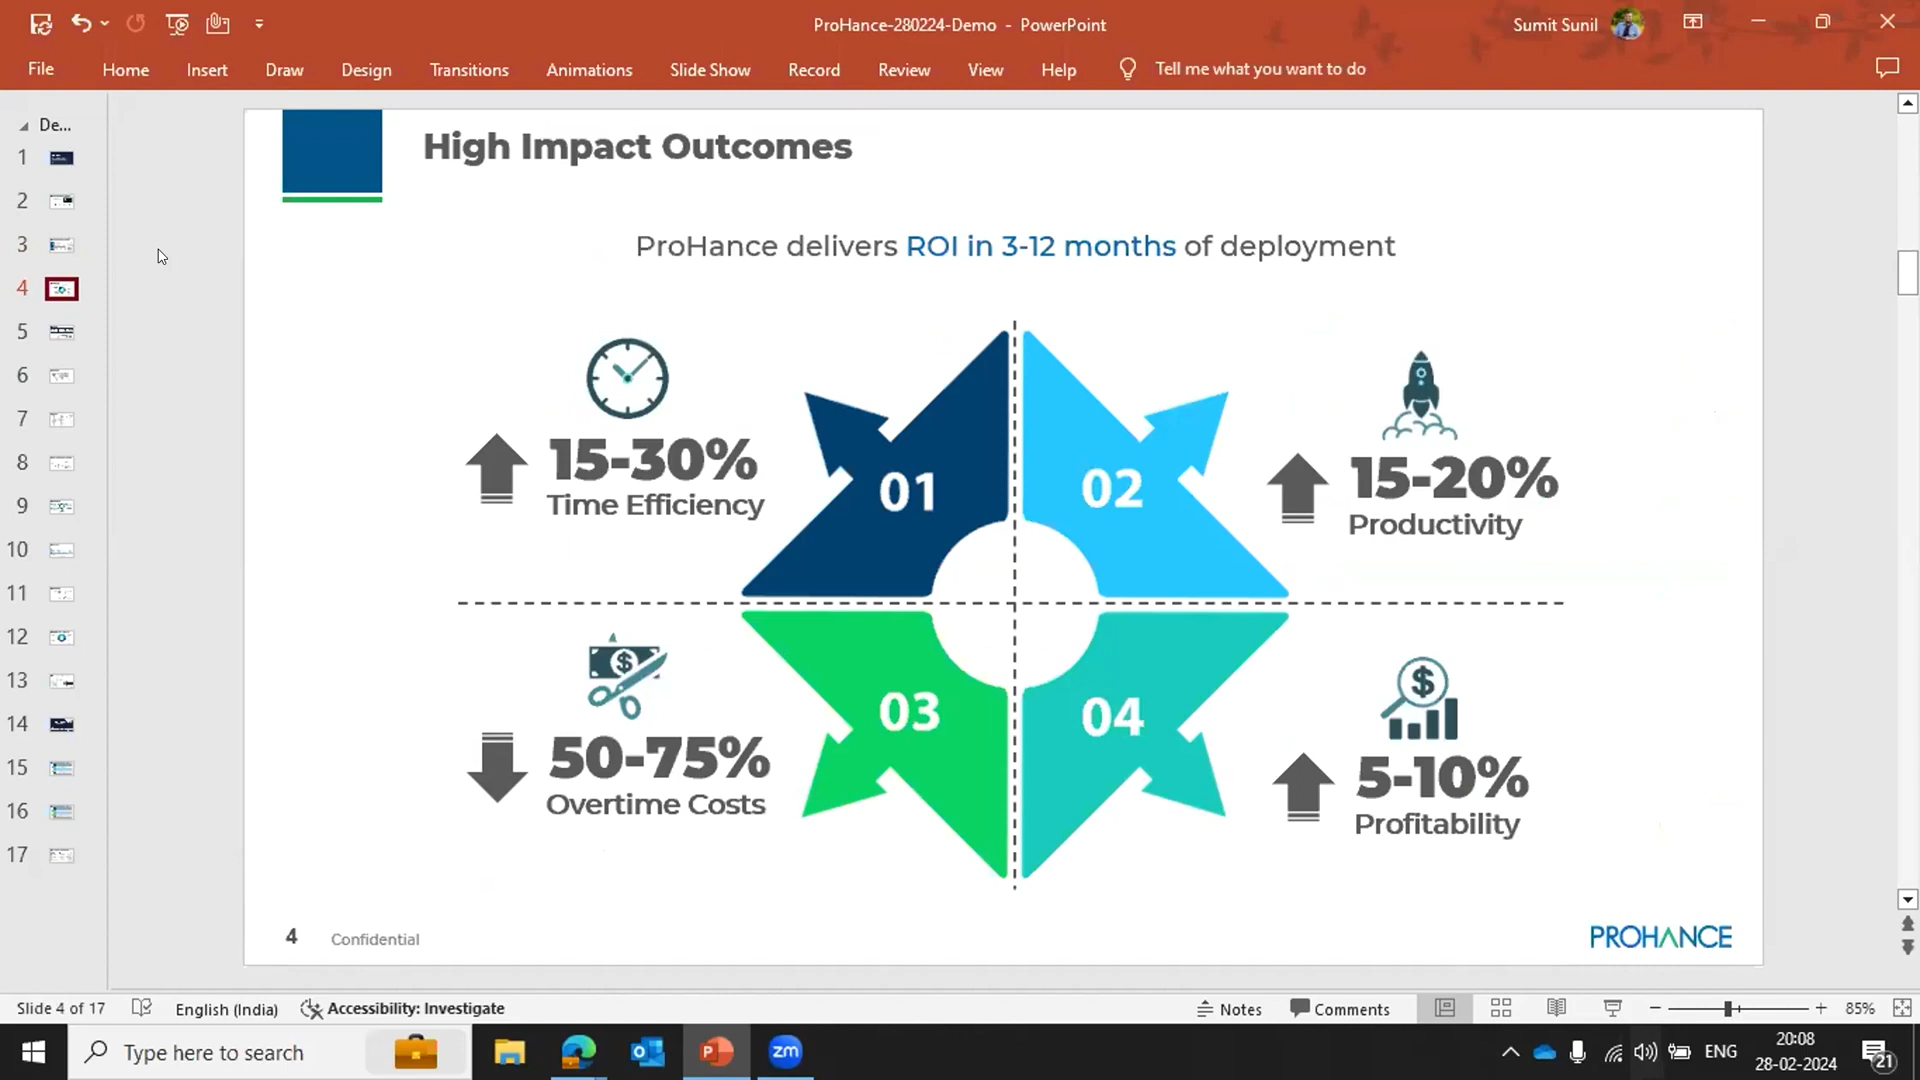 ProHance-280224-Demo - PowerPoint
Sumit Sunil
File Home Insert Draw Design Transitions Animations Slide Show Record Review View Help Tell me what you want to do
De...
1
2
3
4
5
6
7
8
9
10
11
12
13
14
15
16
17
High Impact Outcomes
ProHance delivers ROI in 3-12 months of deployment
15-30%
Time Efficiency
01
02
15-20%
Productivity
50-75%
Overtime Costs
03
04
5-10%
Profitability
4 Confidential
PROHANCE
Slide 4 of 17 English (India) Accessibility: Investigate Notes Comments 85%
Type here to search
zm
ENG
20:08
28-02-2024
21